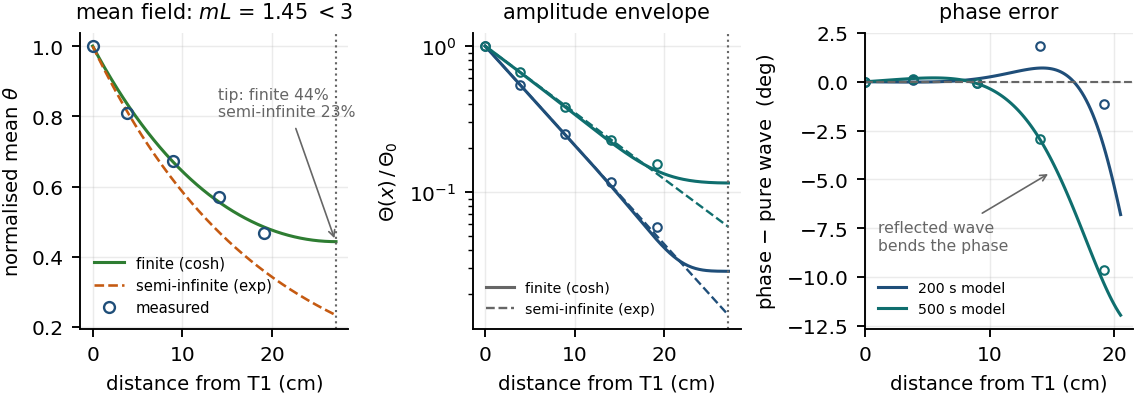 mean field: mL = 1.45 < 3
normalised mean θ
1.0
0.8
0.6
0.4
0.2
tip: finite 44%
semi-infinite 23%
finite (cosh)
semi-infinite (exp)
measured
0 10 20
distance from T1 (cm)
amplitude envelope
Θ(x) / Θ₀
10⁰
10⁻¹
finite (cosh)
semi-infinite (exp)
0 10 20
distance from T1 (cm)
phase error
phase − pure wave (deg)
2.5
0.0
−2.5
−5.0
−7.5
−10.0
−12.5
reflected wave
bends the phase
200 s model
500 s model
0 10 20
distance from T1 (cm)